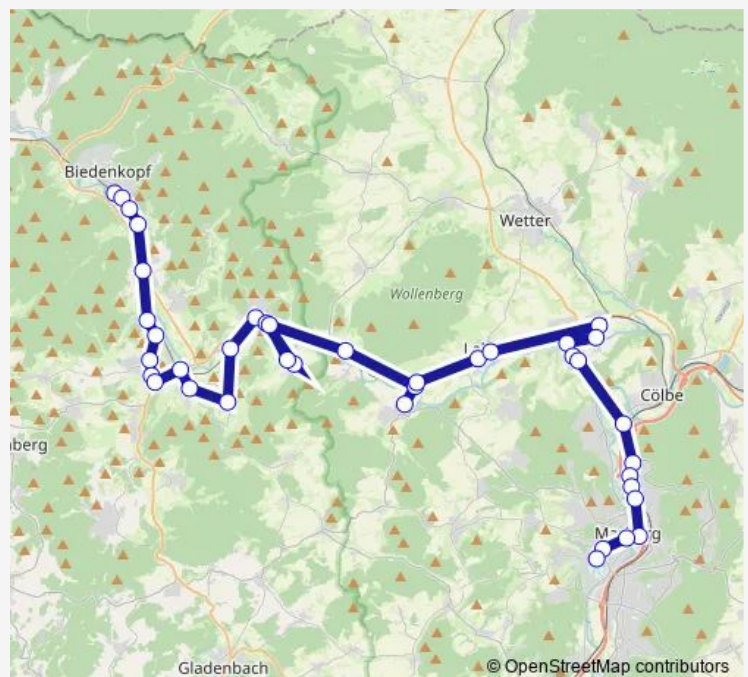 Biedenkopf
Wetter
Wollenberg
Cölbe
nberg
Gladenbach
© OpenStreetMap contributors